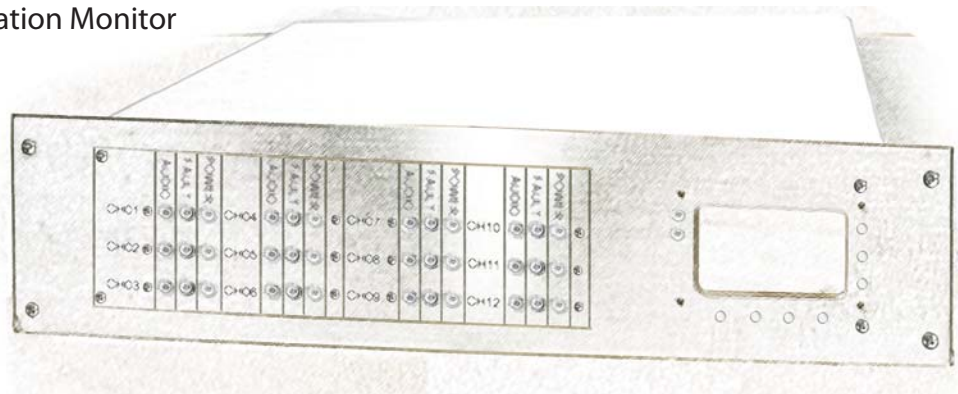 ation Monitor
AUDIO FAULT POWER AUDIO FAULT POWER AUDIO FAULT POWER AUDIO FAULT POWER
CH01 CH04 CH07 CH10
CH02 CH05 CH08 CH11
CH03 CH06 CH09 CH12